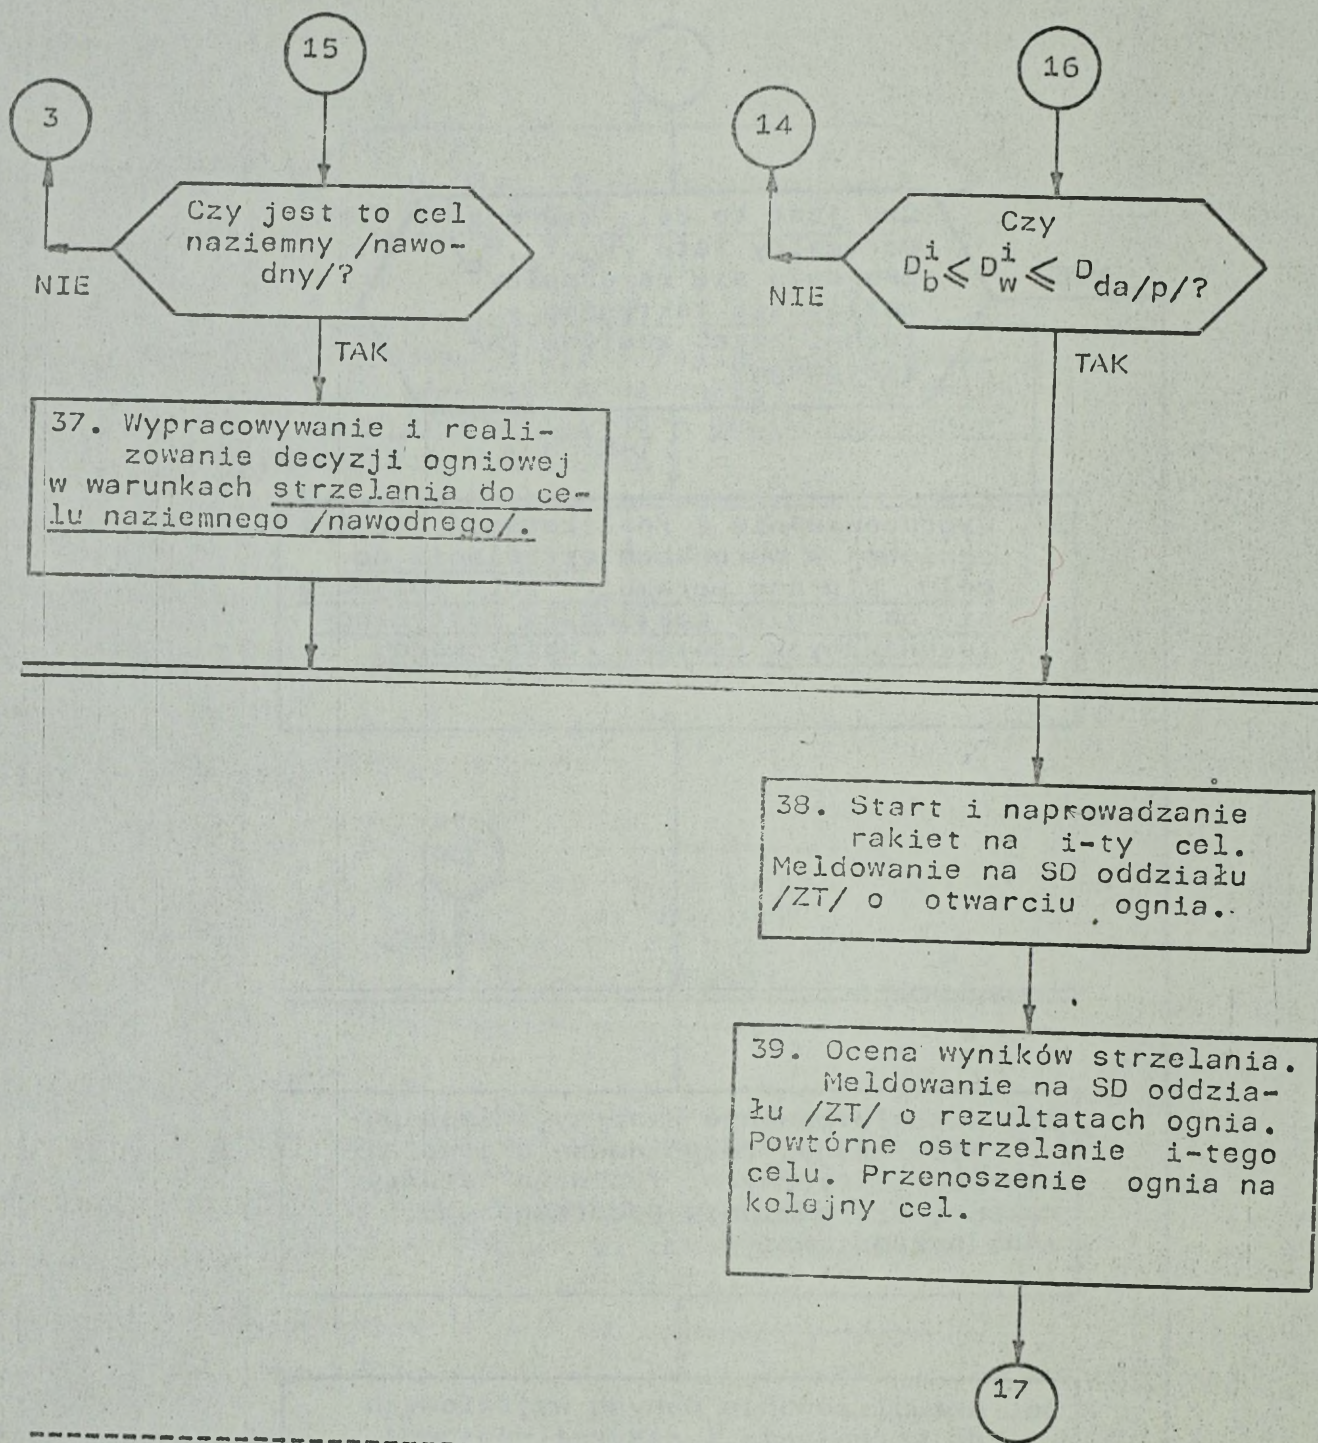 15
3
Czy jest to cel
naziemny /nawo-
dny/?
NIE
TAK
37. Wypracowywanie i reali-
zowanie decyzji ogniowej
w warunkach strzelania do ce-
lu naziemnego /nawodnego/.
16
14
Czy
D_b^i ⩽ D_w^i ⩽ D_da/p/?
NIE
TAK
38. Start i naprowadzanie
rakiet na i-ty cel.
Meldowanie na SD oddziału
/ZT/ o otwarciu ognia.
39. Ocena wyników strzelania.
Meldowanie na SD oddzia-
łu /ZT/ o rezultatach ognia.
Powtórne ostrzelanie i-tego
celu. Przenoszenie ognia na
kolejny cel.
17